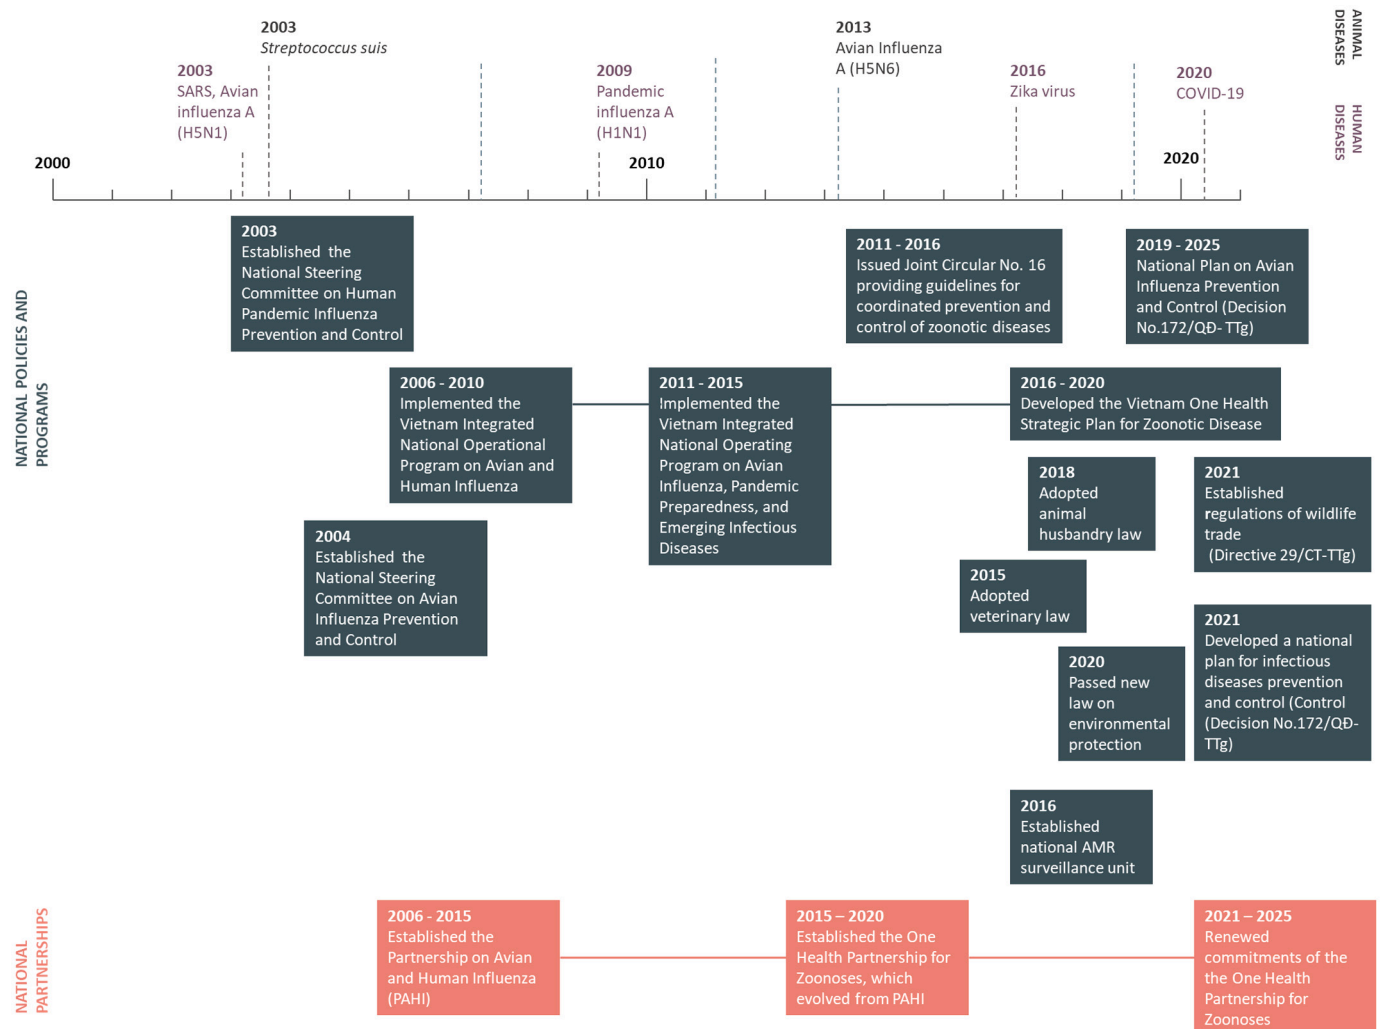 2003
Streptococcus suis
2013
Avian Influenza
A (H5N6)
ANIMAL
DISEASES
2003
SARS, Avian
influenza A
(H5N1)
2009
Pandemic
influenza A
(H1N1)
2016
Zika virus
2020
COVID-19
HUMAN
DISEASES
2000
2010
2020
NATIONAL POLICIES AND
PROGRAMS
2003
Established the
National Steering
Committee on Human
Pandemic Influenza
Prevention and Control
2011 - 2016
Issued Joint Circular No. 16
providing guidelines for
coordinated prevention and
control of zoonotic diseases
2019 - 2025
National Plan on Avian
Influenza Prevention
and Control (Decision
No.172/QĐ- TTg)
2006 - 2010
Implemented the
Vietnam Integrated
National Operational
Program on Avian and
Human Influenza
2011 - 2015
Implemented the
Vietnam Integrated
National Operating
Program on Avian
Influenza, Pandemic
Preparedness, and
Emerging Infectious
Diseases
2016 - 2020
Developed the Vietnam One Health
Strategic Plan for Zoonotic Disease
2018
Adopted
animal
husbandry law
2021
Established
regulations of wildlife
trade
(Directive 29/CT-TTg)
2004
Established the
National Steering
Committee on Avian
Influenza Prevention
and Control
2015
Adopted
veterinary law
2021
Developed a national
plan for infectious
diseases prevention
and control (Control
(Decision No.172/QĐ-
TTg)
2020
Passed new
law on
environmental
protection
2016
Established
national AMR
surveillance unit
NATIONAL
PARTNERSHIPS
2006 - 2015
Established the
Partnership on Avian
and Human Influenza
(PAHI)
2015 – 2020
Established the One
Health Partnership for
Zoonoses, which
evolved from PAHI
2021 – 2025
Renewed
commitments of the
the One Health
Partnership for
Zoonoses